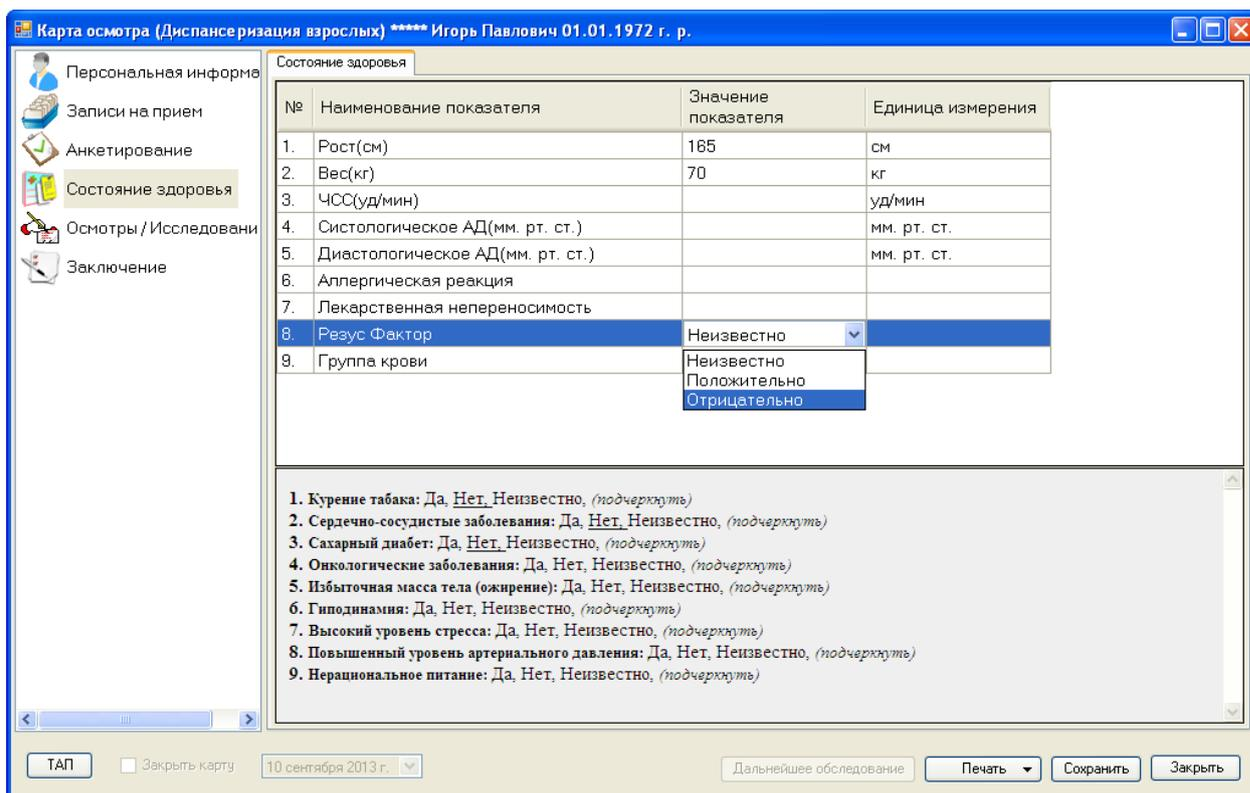 Карта осмотра (Диспансеризация взрослых) ***** Игорь Павлович 01.01.1972 г. р.
Персональная информа
Записи на прием
Анкетирование
Состояние здоровья
Осмотры / Исследовани
Заключение
Состояние здоровья
№ Наименование показателя Значение показателя Единица измерения
1. Рост(см) 165 см
2. Вес(кг) 70 кг
3. ЧСС(уд/мин) уд/мин
4. Систологическое АД(мм. рт. ст.) мм. рт. ст.
5. Диастологическое АД(мм. рт. ст.) мм. рт. ст.
6. Аллергическая реакция
7. Лекарственная непереносимость
8. Резус Фактор Неизвестно
9. Группа крови
Неизвестно
Положительно
Отрицательно
1. Курение табака: Да, Нет, Неизвестно, (подчеркнуть)
2. Сердечно-сосудистые заболевания: Да, Нет, Неизвестно, (подчеркнуть)
3. Сахарный диабет: Да, Нет, Неизвестно, (подчеркнуть)
4. Онкологические заболевания: Да, Нет, Неизвестно, (подчеркнуть)
5. Избыточная масса тела (ожирение): Да, Нет, Неизвестно, (подчеркнуть)
6. Гиподинамия: Да, Нет, Неизвестно, (подчеркнуть)
7. Высокий уровень стресса: Да, Нет, Неизвестно, (подчеркнуть)
8. Повышенный уровень артериального давления: Да, Нет, Неизвестно, (подчеркнуть)
9. Нерациональное питание: Да, Нет, Неизвестно, (подчеркнуть)
ТАП Закрыть карту 10 сентября 2013 г. Дальнейшее обследование Печать Сохранить Закрыть